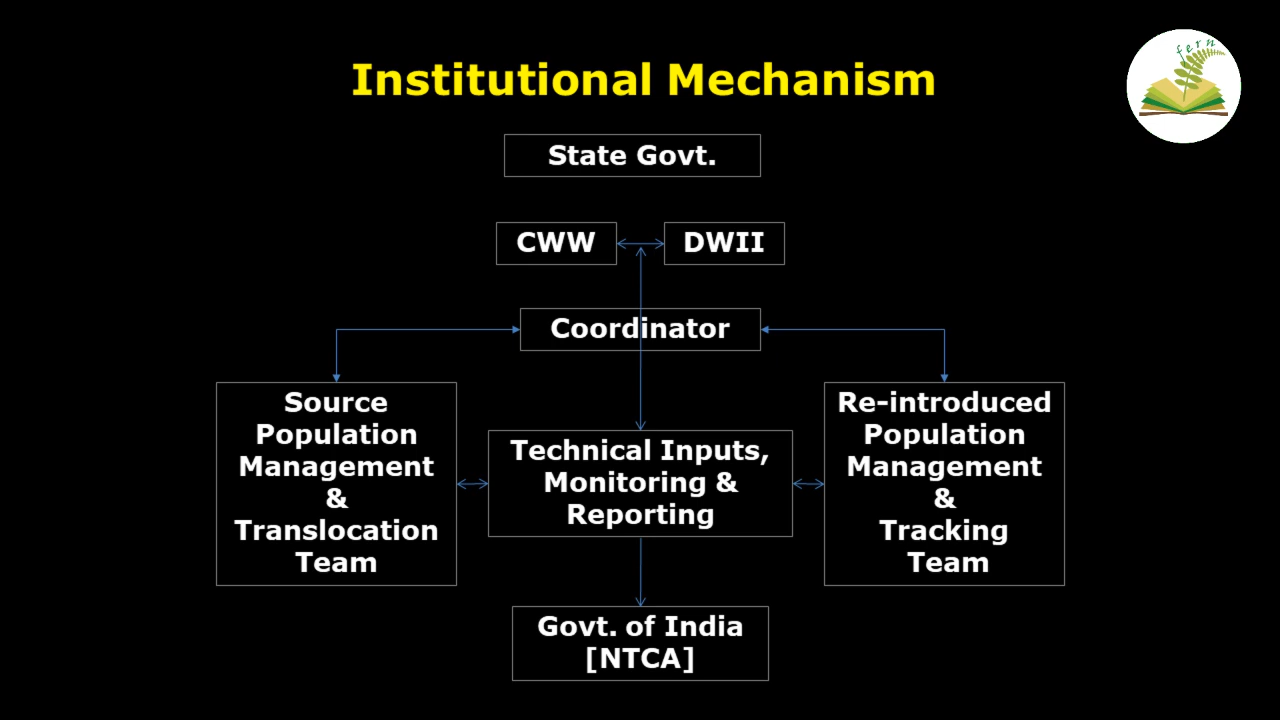 fern
Institutional Mechanism
State Govt.
CWW
DWII
Coordinator
Source
Population
Management
&
Translocation
Team
Technical Inputs,
Monitoring &
Reporting
Re-introduced
Population
Management
&
Tracking
Team
Govt. of India
[NTCA]